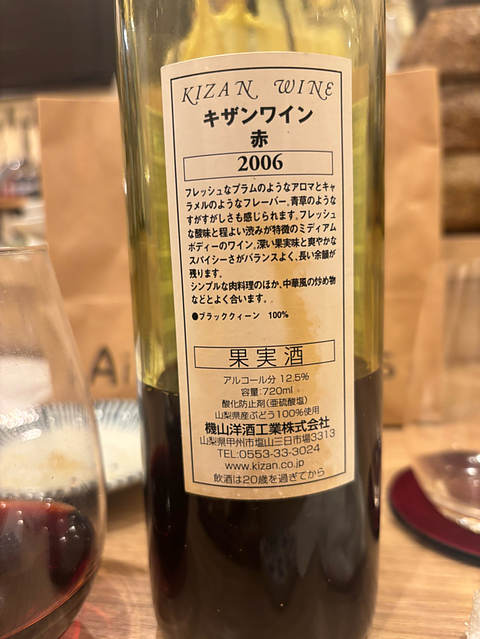 KIZAN WINE
キザンワイン
赤
2006
フレッシュなプラムのようなアロマとキャ
ラメルのようなフレーバー。青草のような
すがすがしさも感じられます。フレッシュ
な酸味と程よい渋みが特徴のミディアム
ボディーのワイン。深い果実味と爽やかな
スパイシーさがバランスよく、長い余韻が
残ります。
シンプルな肉料理のほか、中華風の炒め物
などとよく合います。
●ブラッククィーン 100%
果実酒
アルコール分 12.5%
容量:720ml
酸化防止剤(亜硫酸塩)
山梨県産ぶどう100%使用
機山洋酒工業株式会社
山梨県甲州市塩山三日市場3313
TEL:0553-33-3024
www.kizan.co.jp
飲酒は20歳を過ぎてから